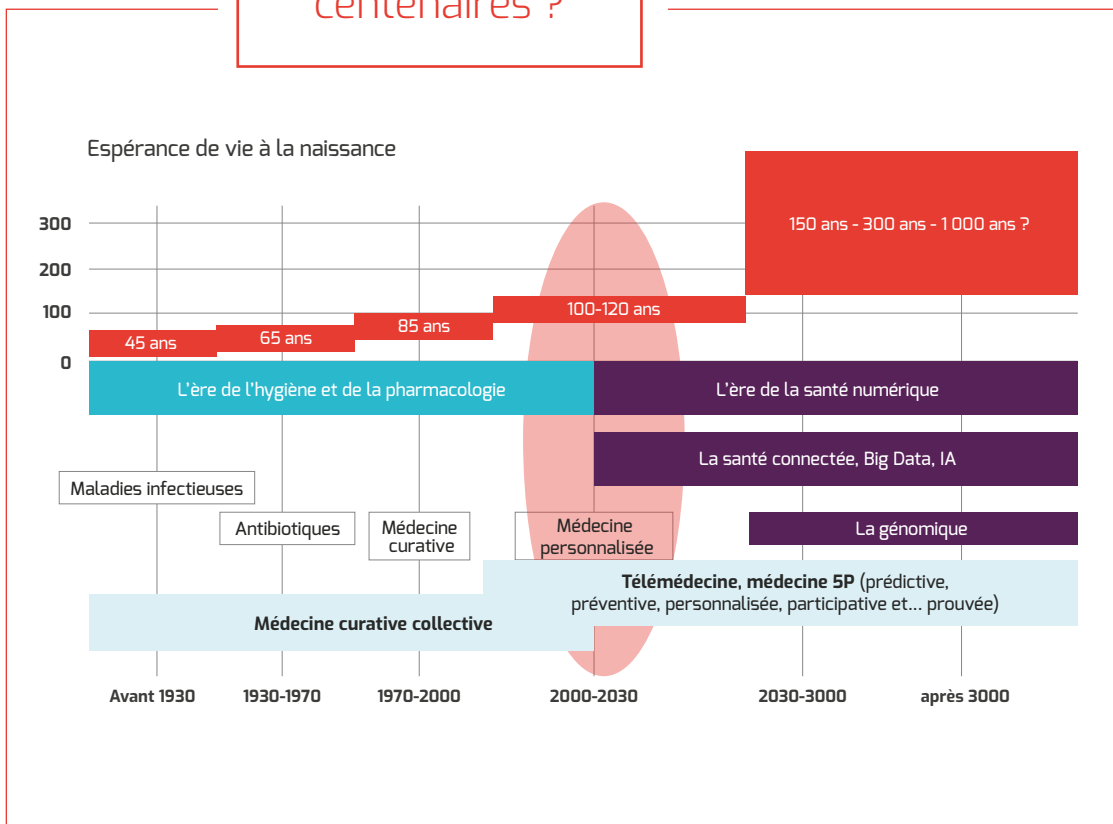 centenaires ?
Espérance de vie à la naissance
300
200
100
0
150 ans - 300 ans - 1 000 ans ?
100-120 ans
85 ans
65 ans
45 ans
L'ère de l'hygiène et de la pharmacologie
L'ère de la santé numérique
La santé connectée, Big Data, IA
Maladies infectieuses
Antibiotiques
Médecine
curative
Médecine
personnalisée
La génomique
Télémédecine, médecine 5P (prédictive,
préventive, personnalisée, participative et... prouvée)
Médecine curative collective
Avant 1930
1930-1970
1970-2000
2000-2030
2030-3000
après 3000